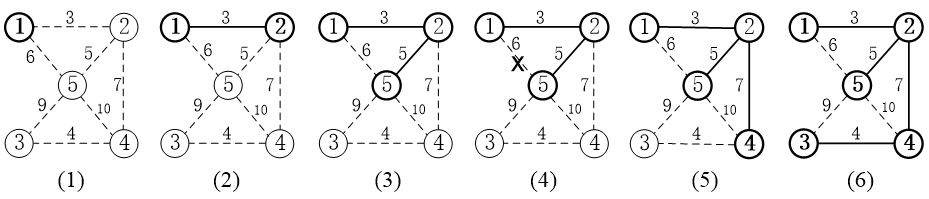 1 3 2 1 3 2 1 3 2 1 3 2 1 3 2 1 3 2
6 5 7 6 5 7 6 5 7 6 X 5 7 6 5 7 6 5 7
5 5 5 5 5 5
9 10 9 10 9 10 9 10 9 10 9 10
3 4 4 3 4 4 3 4 4 3 4 4 3 4 4 3 4 4
(1) (2) (3) (4) (5) (6)